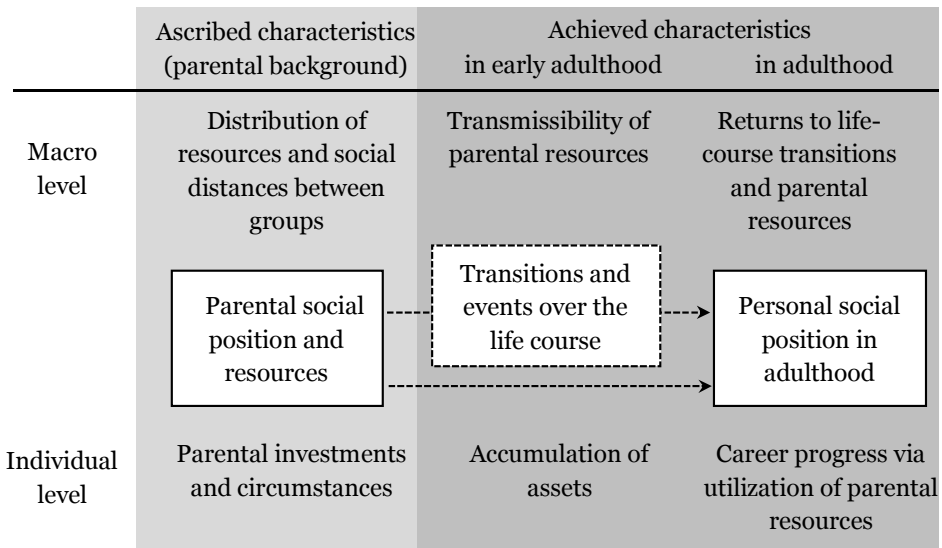 Ascribed characteristics
(parental background)
Achieved characteristics
in early adulthood
in adulthood
Macro
level
Distribution of
resources and social
distances between
groups
Transmissibility of
parental resources
Returns to life-
course transitions
and parental
resources
Parental social
position and
resources
Transitions and
events over the
life course
Personal social
position in
adulthood
Individual
level
Parental investments
and circumstances
Accumulation of
assets
Career progress via
utilization of parental
resources